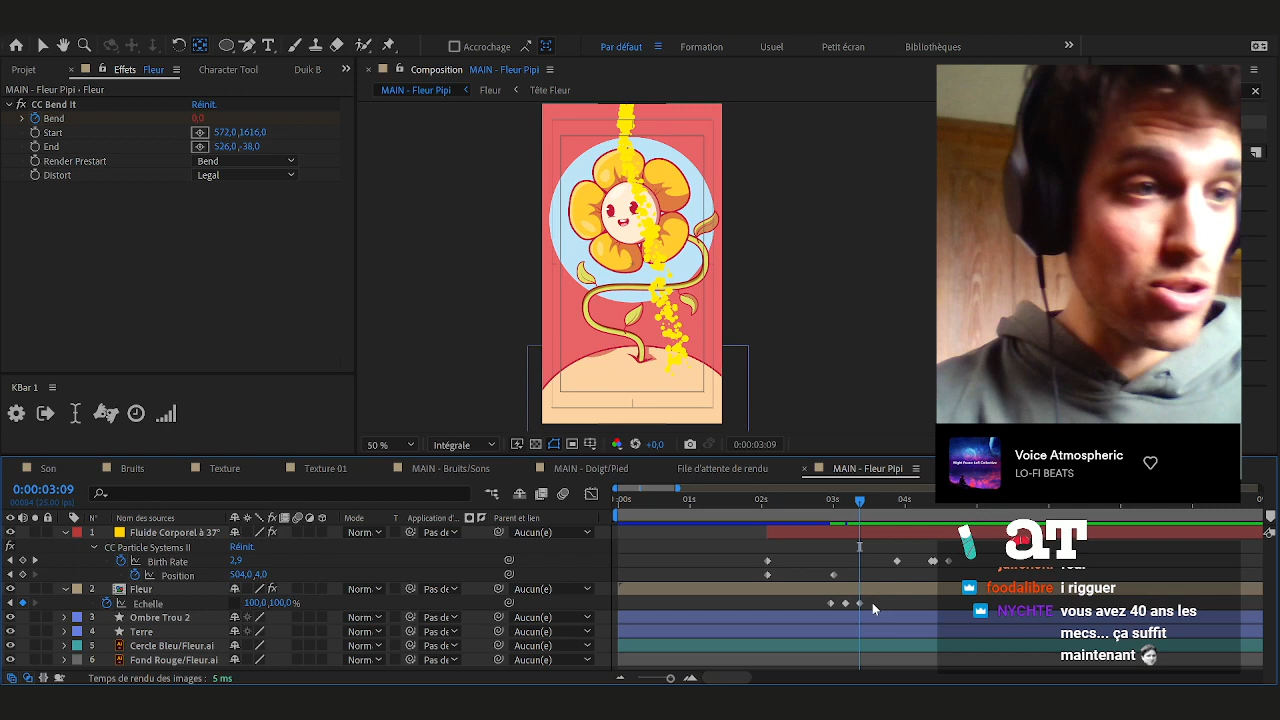 Accrochage
Par défaut
Formation
Usuel
Petit écran
Bibliothèques
Projet
Effets Fleur
Character Tool
Duik B
Composition MAIN - Fleur Pipi
MAIN - Fleur Pipi • Fleur
MAIN - Fleur Pipi
Fleur
Tête Fleur
fx CC Bend It Réinit.
Bend 0,0
Start 572,0,1616,0
End 526,0,-38,0
Render Prestart Bend
Distort Legal
KBar 1
Voice Atmospheric
LO-FI BEATS
50 %
Intégrale
+0,0
0:00:03:09
Son
Bruits
Texture
Texture 01
MAIN - Bruits/Sons
MAIN - Doigt/Pied
File d'attente de rendu
MAIN - Fleur Pipi
0:00:03:09
00084 (25.00 fps)
:00s 01s 02s 03s 04s
N° Nom des sources Mode T Application d'... Parent et lien
1 Fluide Corporel à 37° Norm Pas de Aucun(e)
CC Particle Systems II Réinit.
Birth Rate 2,9
Position 504,0,4,0
2 Fleur Norm Pas de Aucun(e)
Echelle 100,0,100,0%
3 Ombre Trou 2 Norm Pas de Aucun(e)
4 Terre Norm Pas de Aucun(e)
5 Cercle Bleu/Fleur.ai Norm Pas de Aucun(e)
6 Fond Rouge/Fleur.ai Norm Pas de Aucun(e)
at
foodalibre i rigguer
NYCHTE vous avez 40 ans les
mecs... ça suffit
maintenant
Temps de rendu des images : 5 ms